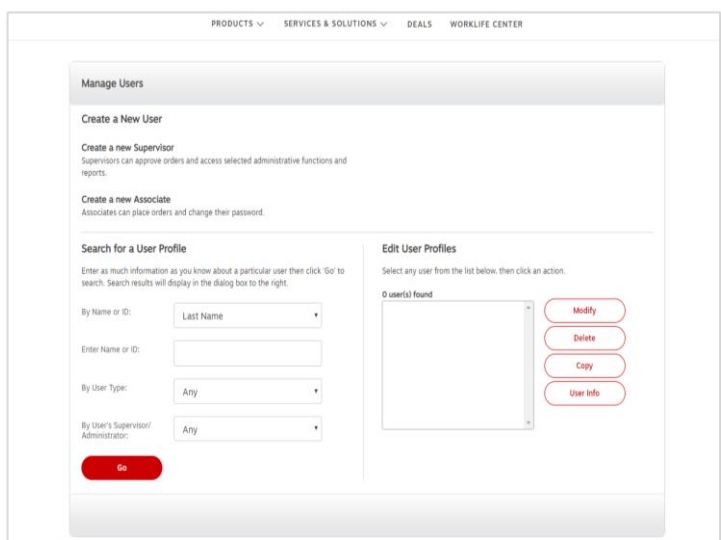 PRODUCTS SERVICES & SOLUTIONS DEALS WORKLIFE CENTER
Manage Users
Create a New User
Create a new Supervisor
Supervisors can approve orders and access selected administrative functions and
reports.
Create a new Associate
Associates can place orders and change their password.
Search for a User Profile
Enter as much information as you know about a particular user then click 'Go' to
search. Search results will display in the dialog box to the right.
By Name or ID:
Last Name
Enter Name or ID:
By User Type:
Any
By User's Supervisor/
Administrator:
Any
Go
Edit User Profiles
Select any user from the list below, then click an action.
0 user(s) found
Modify
Delete
Copy
User Info